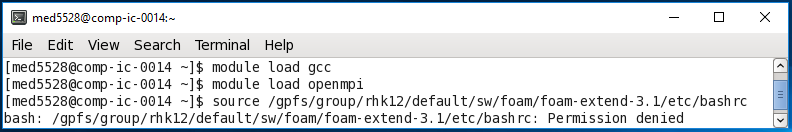 med5528@comp-ic-0014:~
File Edit View Search Terminal Help
[med5528@comp-ic-0014 ~]$ module load gcc
[med5528@comp-ic-0014 ~]$ module load openmpi
[med5528@comp-ic-0014 ~]$ source /gpfs/group/rhk12/default/sw/foam/foam-extend-3.1/etc/bashrc
bash: /gpfs/group/rhk12/default/sw/foam/foam-extend-3.1/etc/bashrc: Permission denied